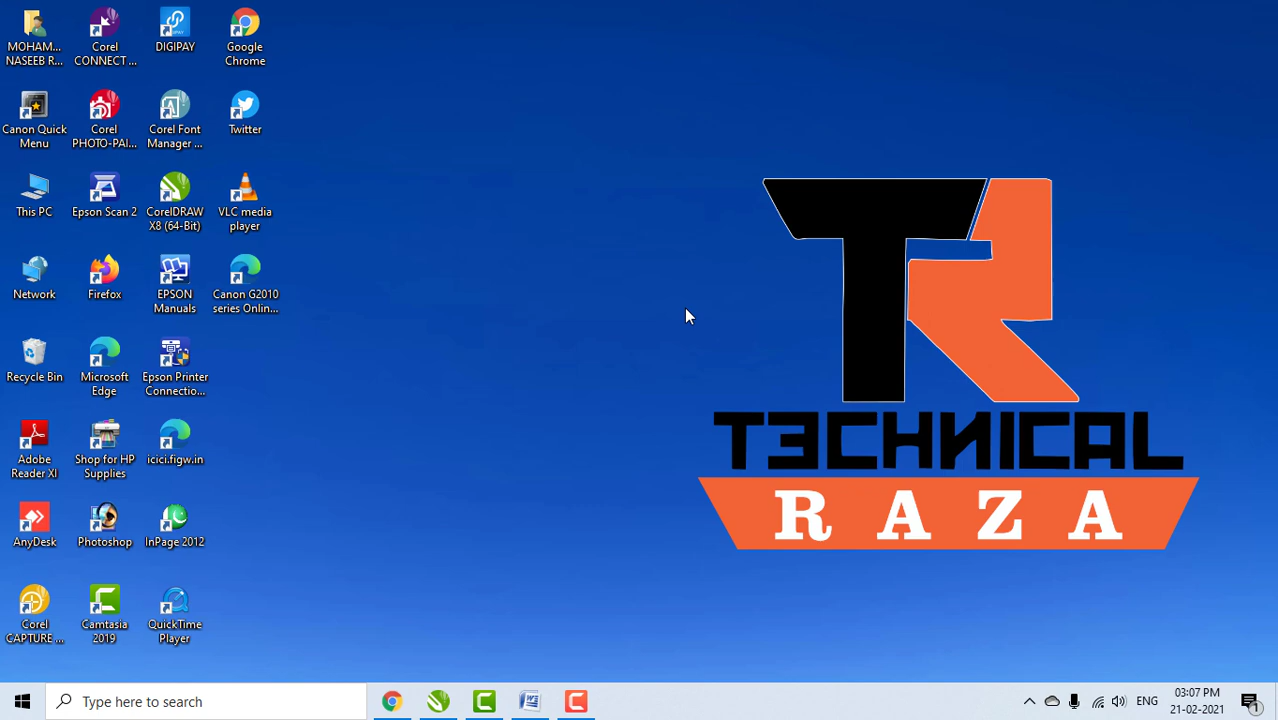 MOHAM...
NASEEB R...
Corel
CONNECT ...
DIGIPAY
Google
Chrome
Canon Quick
Menu
Corel
PHOTO-PAI...
Corel Font
Manager ...
Twitter
This PC
Epson Scan 2
CorelDRAW
X8 (64-Bit)
VLC media
player
Network
Firefox
EPSON
Manuals
Canon G2010
series Onlin...
Recycle Bin
Microsoft
Edge
Epson Printer
Connectio...
Adobe
Reader XI
Shop for HP
Supplies
icici.figw.in
AnyDesk
Photoshop
InPage 2012
Corel
CAPTURE ...
Camtasia
2019
QuickTime
Player
TR
TECHNICAL
RAZA
Type here to search
ENG
03:07 PM
21-02-2021
1